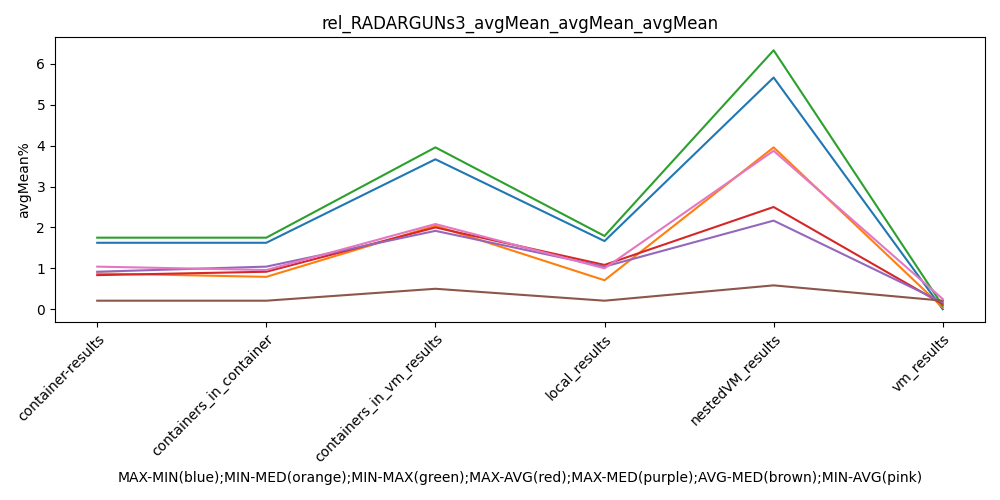 rel_RADARGUNs3_avgMean_avgMean_avgMean
avgMean%
6
5
4
3
2
1
0
container-results
containers_in_container
containers_in_vm_results
local_results
nestedVM_results
vm_results
MAX-MIN(blue);MIN-MED(orange);MIN-MAX(green);MAX-AVG(red);MAX-MED(purple);AVG-MED(brown);MIN-AVG(pink)